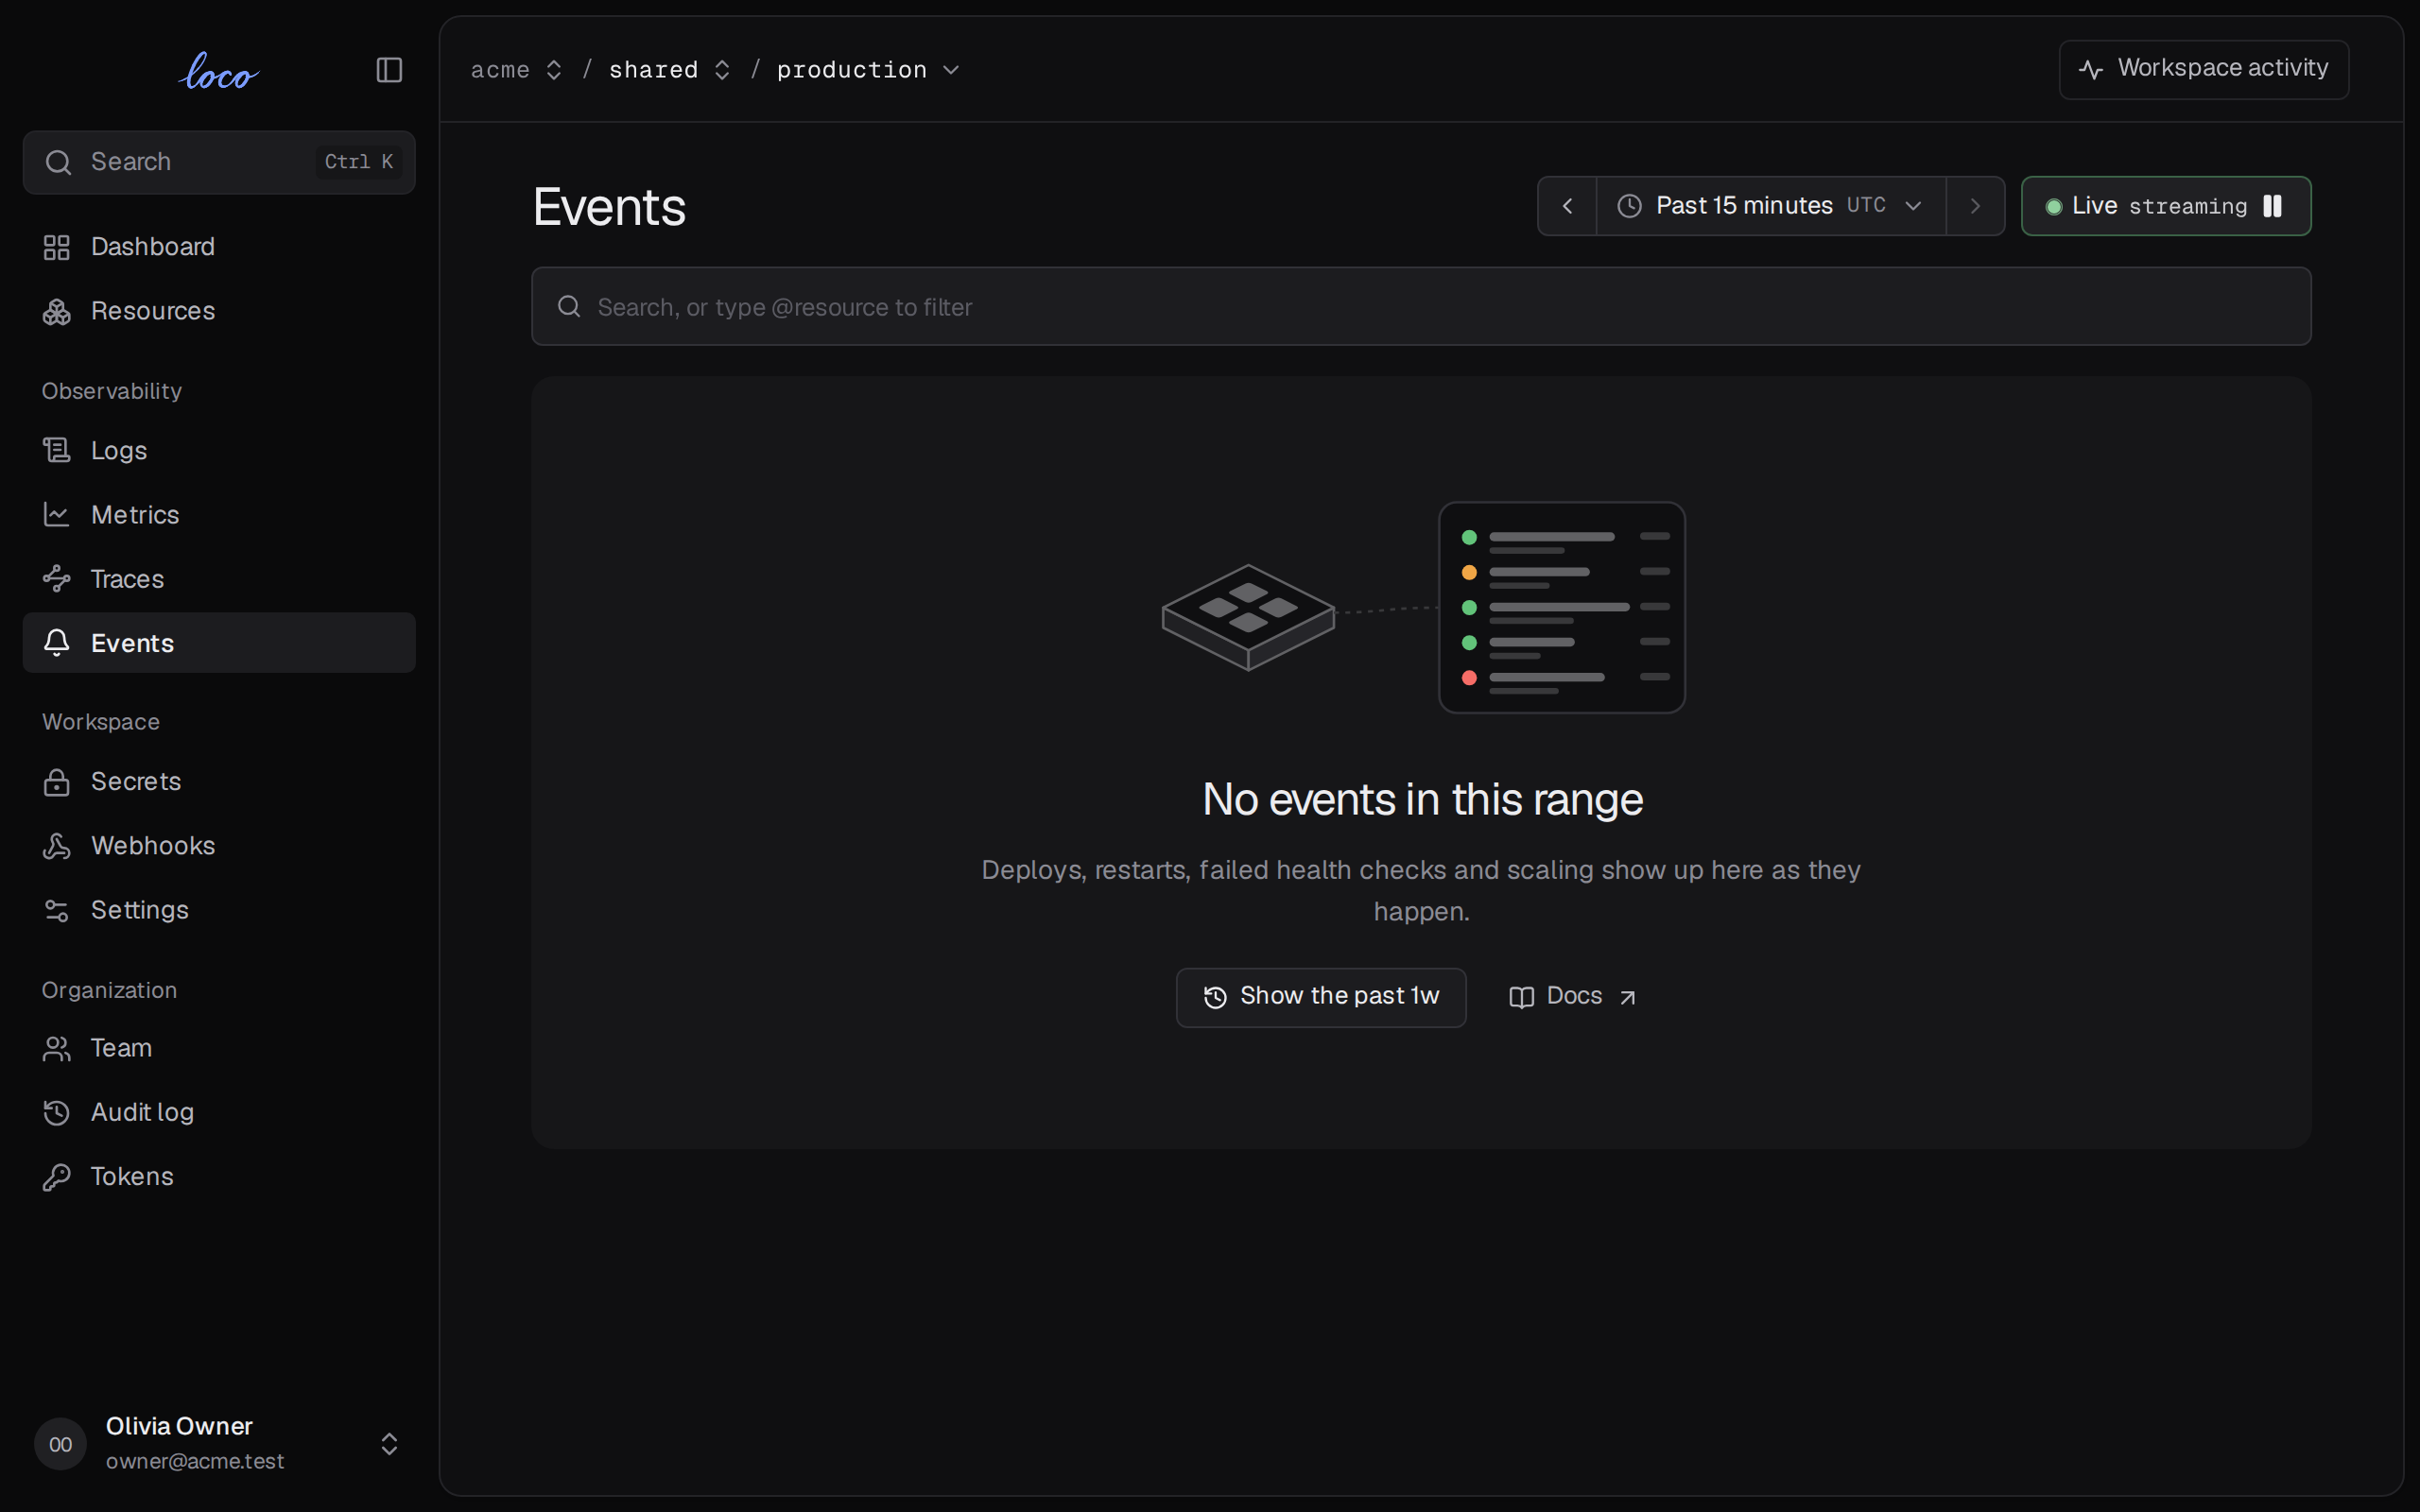 loco
Search Ctrl K
Dashboard
Resources
Observability
Logs
Metrics
Traces
Events
Workspace
Secrets
Webhooks
Settings
Organization
Team
Audit log
Tokens
OO Olivia Owner
owner@acme.test
acme / shared / production
Workspace activity
Events
Past 15 minutes UTC
Live streaming
Search, or type @resource to filter
No events in this range
Deploys, restarts, failed health checks and scaling show up here as they
happen.
Show the past 1w
Docs